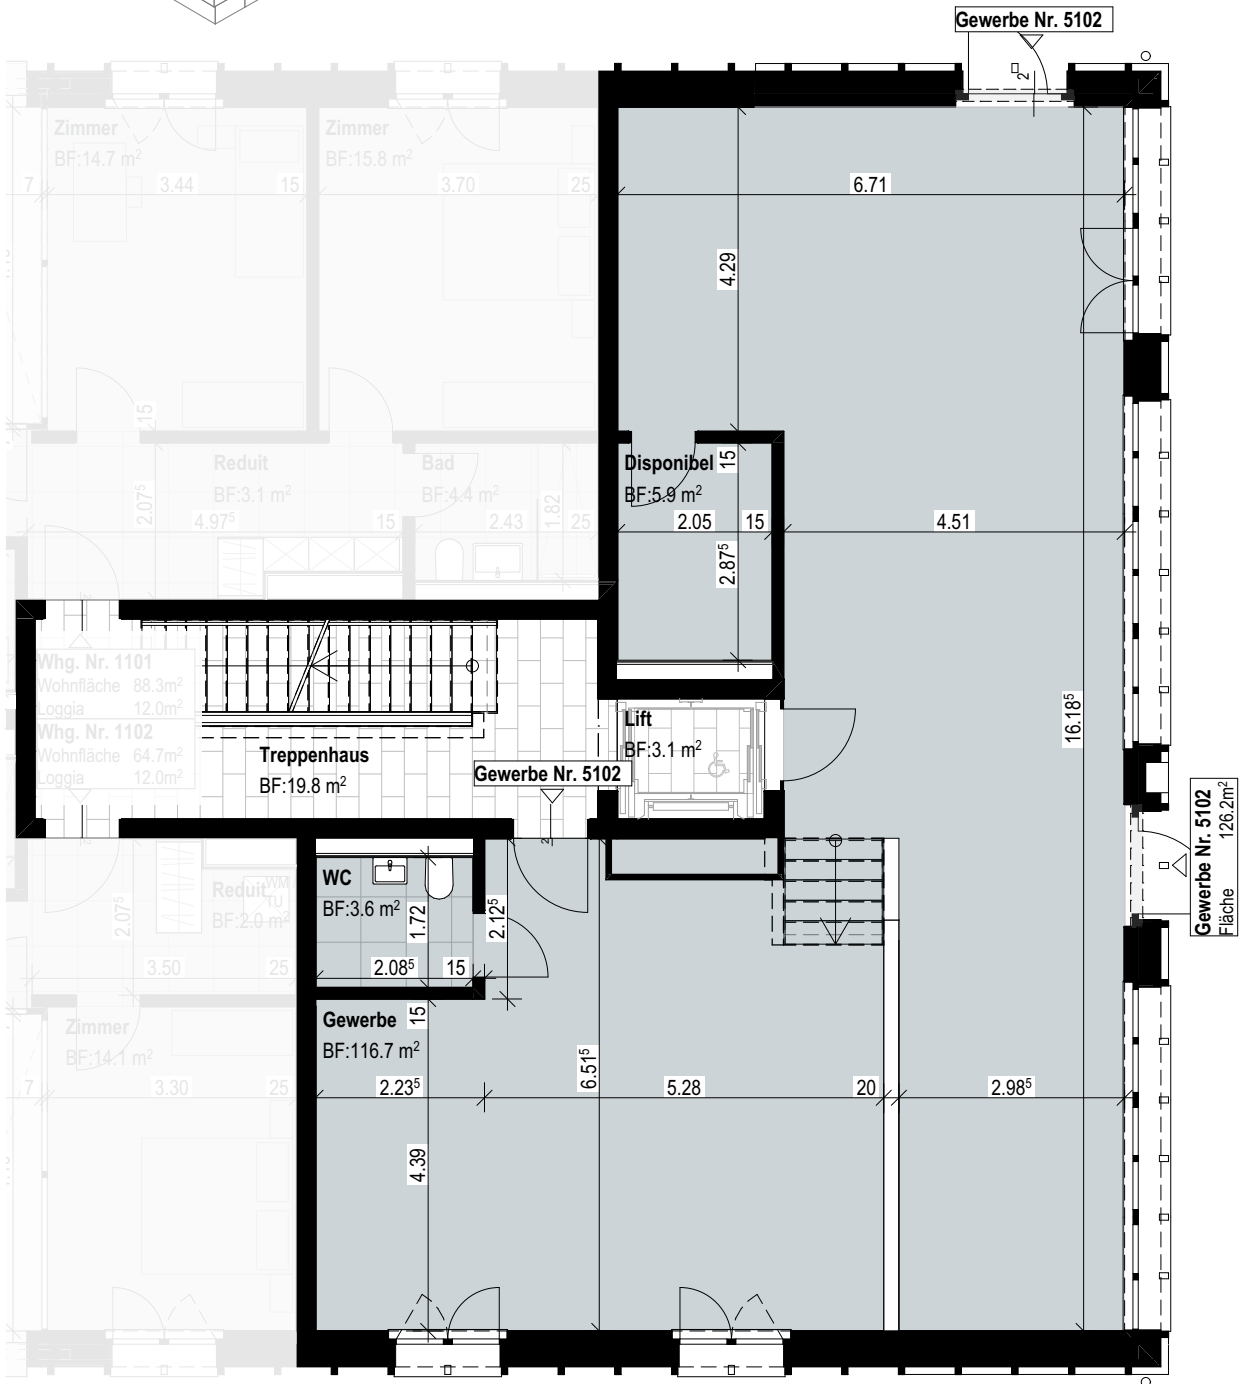 Gewerbe Nr. 5102
2
Zimmer
BF:14.7 m²
Zimmer
BF:15.8 m²
7
3.44
15
3.70
25
6.71
4.29
15
Reduit
BF:3.1 m²
Bad
BF:4.4 m²
Disponibel
BF:5.9 m²
15
2.07⁵
4.97⁵
15
2.43
1.82
25
2.05
15
4.51
2.87⁵
Whg. Nr. 1101
Wohnfläche 88.3m²
Loggia 12.0m²
Whg. Nr. 1102
Wohnfläche 64.7m²
Loggia 12.0m²
Treppenhaus
BF:19.8 m²
Gewerbe Nr. 5102
2
Lift
BF:3.1 m²
16.18⁵
Gewerbe Nr. 5102
Fläche 126.2m²
Reduit
BF:2.0 m²
WM
TU
2.07⁵
3.50
25
WC
BF:3.6 m²
1.72
2.12⁵
2.08⁵
15
Zimmer
BF:14.1 m²
Gewerbe
BF:116.7 m²
15
6.51⁵
7
3.30
25
2.23⁵
5.28
20
2.98⁵
4.39